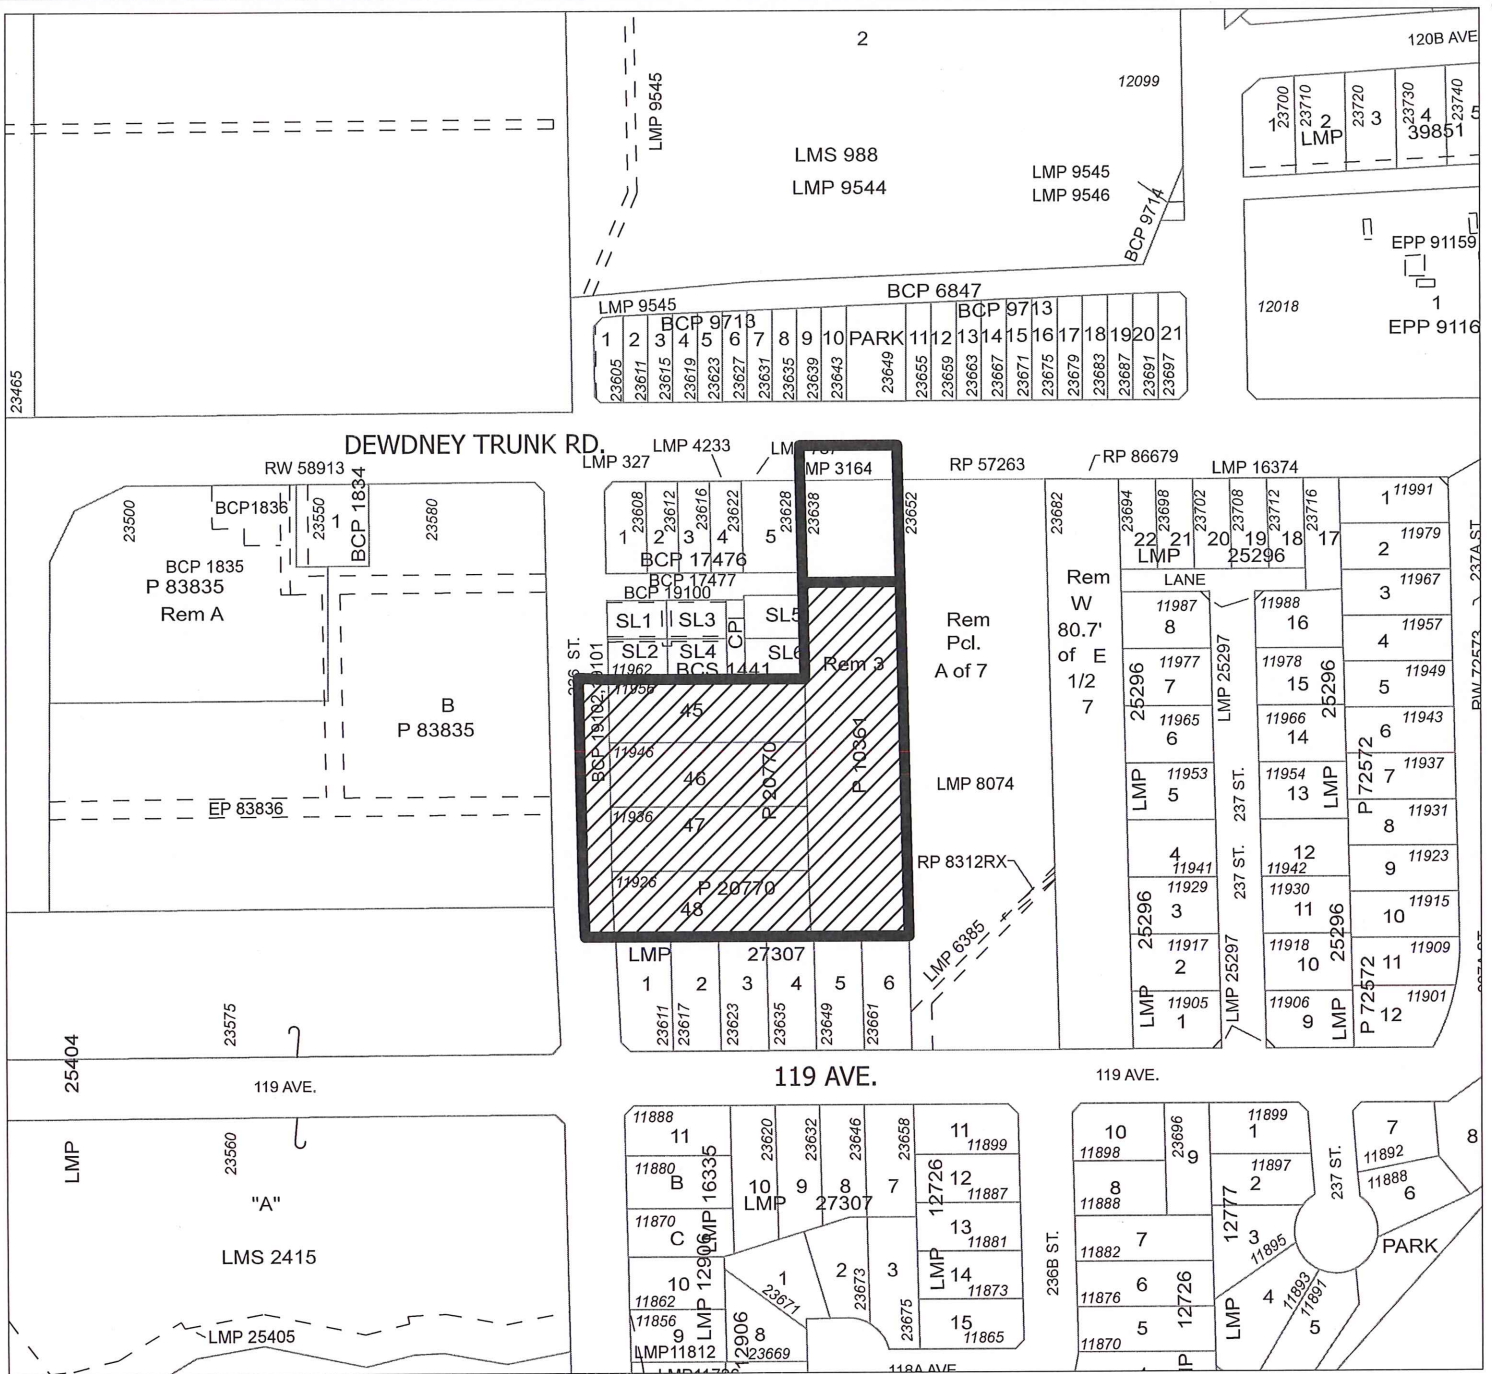 2
120B AVE
12099
LMP 9545
23700
23710
23720
23730
23740
1
2
3
4
5
LMP
39851
LMS 988
LMP 9544
LMP 9545
LMP 9546
BCP 9714
EPP 91159
12018
1
EPP 9116
BCP 6847
LMP 9545
BCP 9713
BCP 9713
1 2 3 4 5 6 7 8 9 10 PARK 11 12 13 14 15 16 17 18 19 20 21
23605
23611
23615
23619
23623
23627
23631
23635
23639
23643
23649
23655
23659
23663
23667
23671
23675
23679
23683
23687
23691
23697
23465
DEWDNEY TRUNK RD.
LMP 327
LMP 4233
MP 3164
RP 57263
RP 86679
LMP 16374
RW 58913
23500
BCP1836
23550
1
BCP 1834
23580
BCP 1835
P 83835
Rem A
B
P 83835
EP 83836
23608
23612
23616
23622
23628
23638
23652
23682
1 2 3 4 5
BCP 17476
BCP 17477
BCP 19100
SL1
SL3
CP
SL5
SL2
SL4
SL6
11962
BCS 1441
11956
45
11946
46
11936
47
11926
48
P 20770
P 20770
Rem 3
P 10361
Rem
Pcl.
A of 7
LMP 8074
RP 8312RX
LMP 6385
Rem
W
80.7'
of E
1/2
7
23694
23698
23702
23708
23712
23716
22 21 20 19 18 17
LMP 25296
LANE
11987
8
11977
7
11965
6
11953
5
4
11941
11929
3
11917
2
11905
1
25296
LMP
25296
LMP
LMP 25297
237 ST.
237 ST.
LMP 25297
11988
16
11978
15
11966
14
11954
13
12
11942
11930
11
11918
10
11906
9
25296
LMP
25296
LMP
1 11991
2 11979
3 11967
4 11957
5 11949
6 11943
7 11937
8 11931
9 11923
10 11915
11 11909
12 11901
P 72572
P 72572
237A ST.
RW 72573
LMP 27307
1 2 3 4 5 6
23611
23617
23623
23635
23649
23661
23575
25404
LMP
119 AVE.
119 AVE.
119 AVE.
23560
"A"
LMS 2415
LMP 25405
11888
11
11880
B
11870
C
10
11862
11856
9
LMP 16335
LMP 12906
LMP11812
12906
8
23669
23620
23632
23646
23658
10 9 8 7
LMP 27307
1
23671
2
23673
3
23675
118A AVE
11
11899
12
11887
13
11881
14
11873
15
11865
12726
LMP
236B ST.
10
11898
8
11888
23696
9
7
11882
6
11876
5
11870
12726
11899
1
11897
2
3
11895
4
11893
11891
5
12777
LMP
237 ST.
7
11892
11888
6
8
PARK